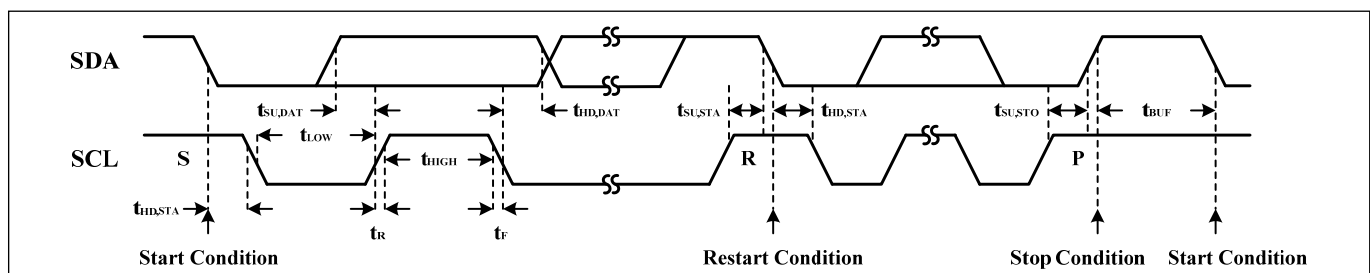 SDA
tSU,DAT
tHD,DAT
tSU,STA
tHD,STA
tSU,STO
tBUF
tLOW
SCL
S
tHIGH
R
P
tHD,STA
tR
tF
Start Condition
Restart Condition
Stop Condition
Start Condition